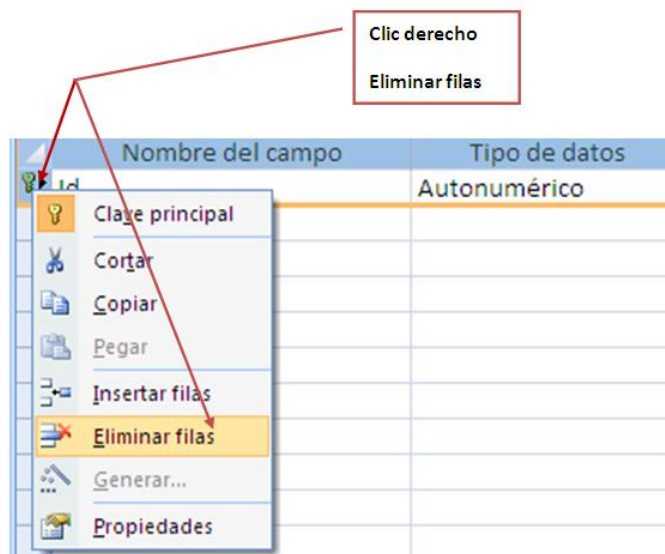 Clic derecho
Eliminar filas
Nombre del campo Tipo de datos
Id Autonumérico
Clave principal
Cortar
Copiar
Pegar
Insertar filas
Eliminar filas
Generar...
Propiedades